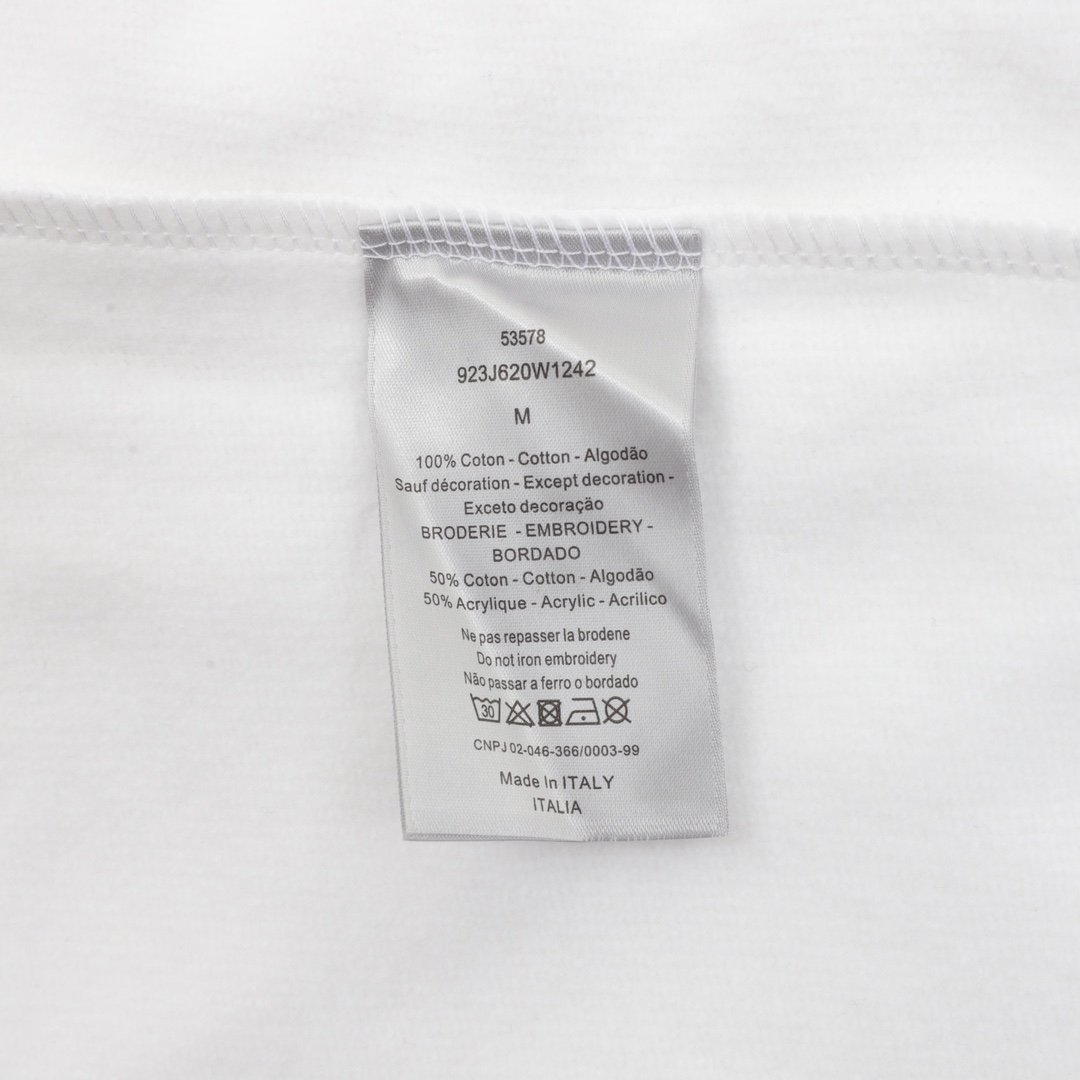 53578
923J620W1242
M
100% Coton - Cotton - Algodão
Sauf décoration - Except decoration -
Exceto decoração
BRODERIE - EMBROIDERY -
BORDADO
50% Coton - Cotton - Algodão
50% Acrylique - Acrylic - Acrilico
Ne pas repasser la brodene
Do not iron embroidery
Não passar a ferro o bordado
30
CNPJ 02-046-366/0003-99
Made In ITALY
ITALIA